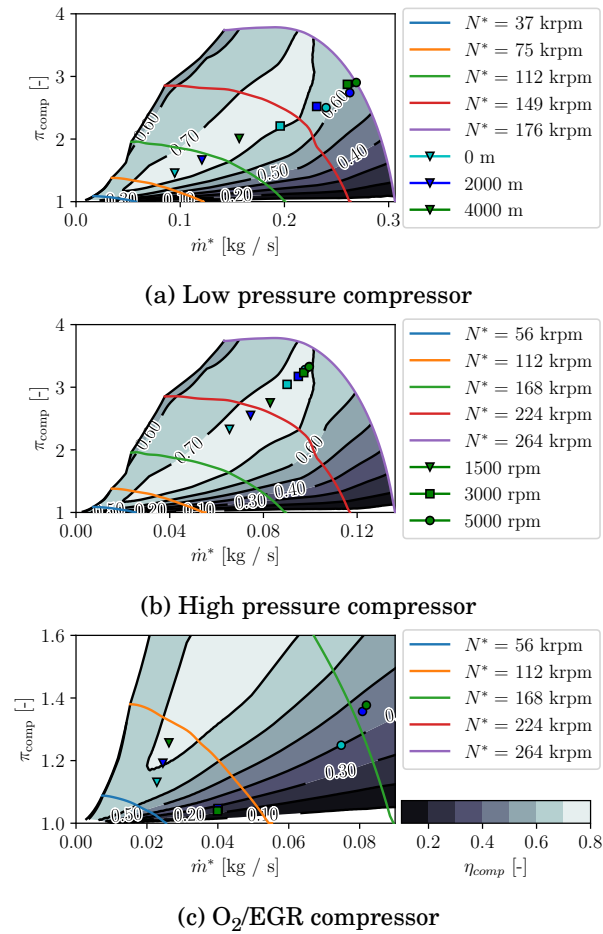 4
3
2
1
π_comp [-]
0.0
0.1
0.2
0.3
ṁ* [kg / s]
0.60
0.70
0.60
0.50
0.40
0.20
0.10
N* = 37 krpm
N* = 75 krpm
N* = 112 krpm
N* = 149 krpm
N* = 176 krpm
0 m
2000 m
4000 m
(a) Low pressure compressor
4
3
2
1
π_comp [-]
0.00
0.04
0.08
0.12
ṁ* [kg / s]
0.60
0.70
0.60
0.50
0.40
0.30
0.20
0.10
N* = 56 krpm
N* = 112 krpm
N* = 168 krpm
N* = 224 krpm
N* = 264 krpm
1500 rpm
3000 rpm
5000 rpm
(b) High pressure compressor
1.6
1.4
1.2
1.0
π_comp [-]
0.00
0.02
0.04
0.06
0.08
ṁ* [kg / s]
0.50
0.20
0.10
0.30
N* = 56 krpm
N* = 112 krpm
N* = 168 krpm
N* = 224 krpm
N* = 264 krpm
0.2
0.4
0.6
0.8
η_comp [-]
(c) O₂/EGR compressor